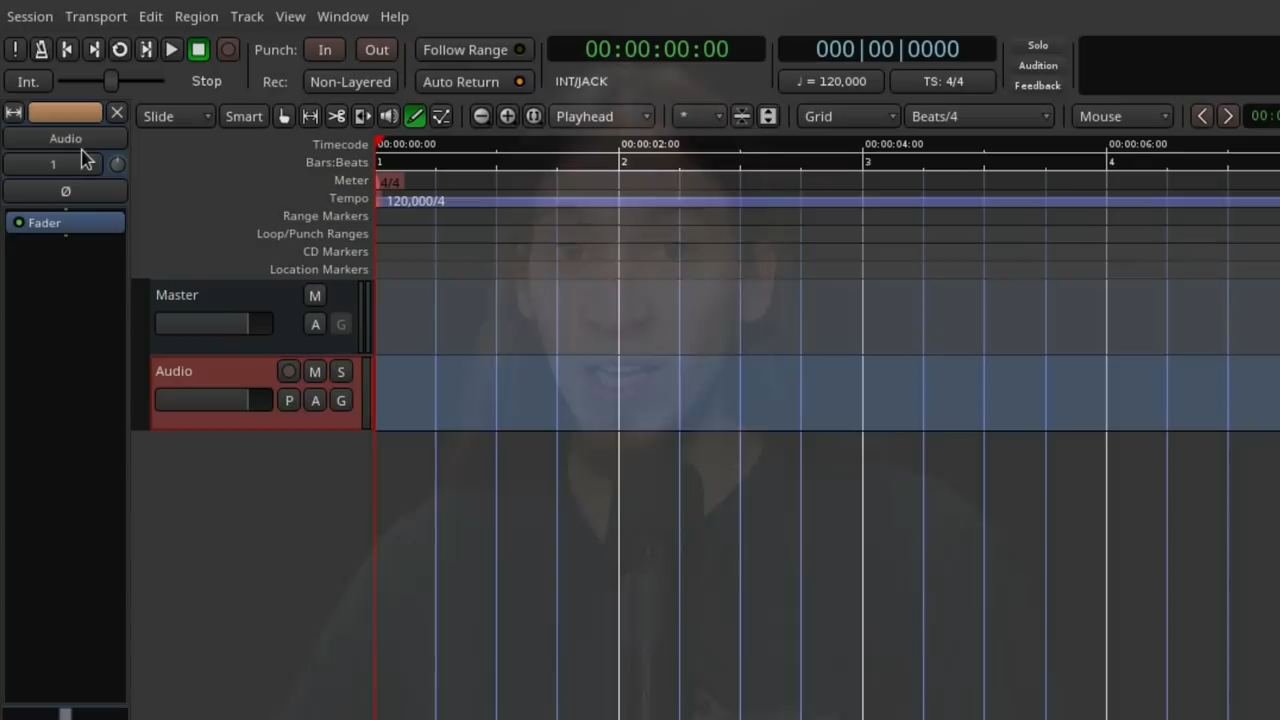 Session Transport Edit Region Track View Window Help
! Punch: In Out Follow Range 00:00:00:00 000|00|0000 Solo
Audition
Feedback
Int. Stop Rec: Non-Layered Auto Return INT/JACK ♩ = 120,000 TS: 4/4
Slide Smart Playhead * Grid Beats/4 Mouse
Audio
1
Ø
Fader
Timecode 00:00:00:00 00:00:02:00 00:00:04:00 00:00:06:00
Bars:Beats 1 2 3 4
Meter 4/4
Tempo 120,000/4
Range Markers
Loop/Punch Ranges
CD Markers
Location Markers
Master M
A G
Audio M S
P A G